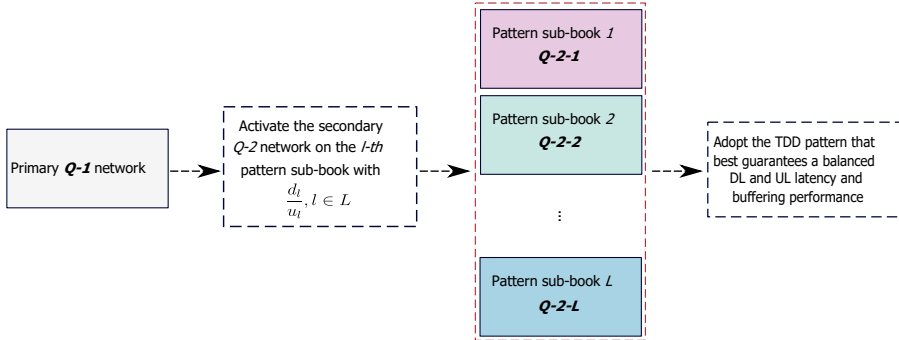 Primary Q-1 network
Activate the secondary
Q-2 network on the l-th
pattern sub-book with
d_l/u_l, l ∈ L
Pattern sub-book 1
Q-2-1
Pattern sub-book 2
Q-2-2
...
Pattern sub-book L
Q-2-L
Adopt the TDD pattern that
best guarantees a balanced
DL and UL latency and
buffering performance